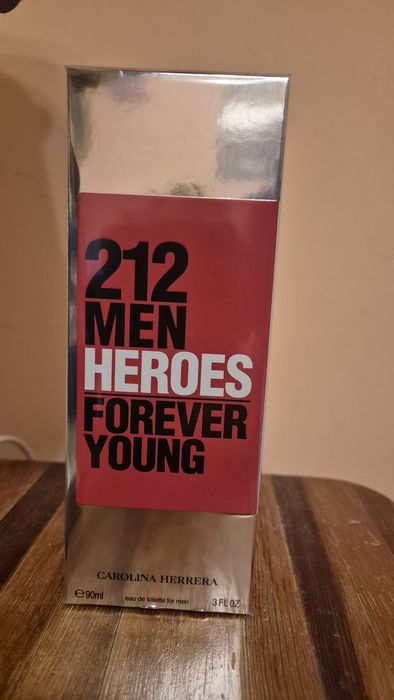 212
MEN
HEROES
FOREVER
YOUNG
CAROLINA HERRERA
℮90ml eau de toilette for men 3 FL OZ